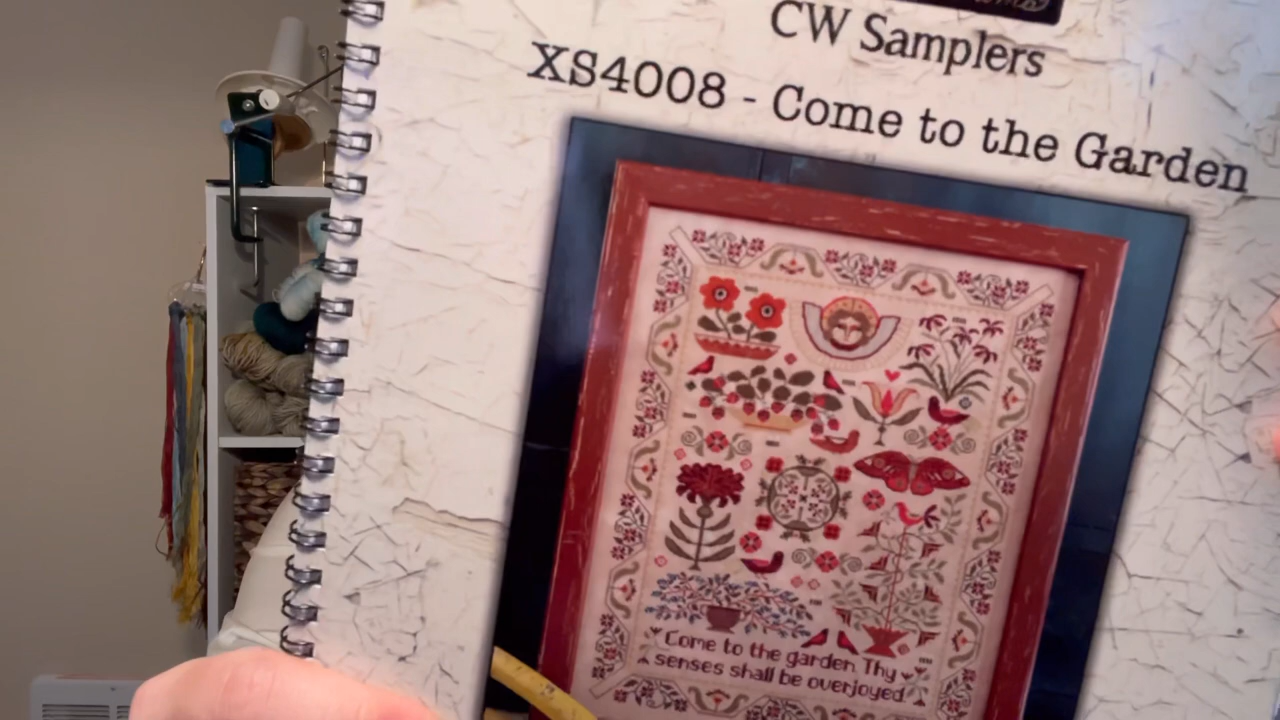 CW Samplers
XS4008 - Come to the Garden
Come to the garden Thy
senses shall be overjoyed